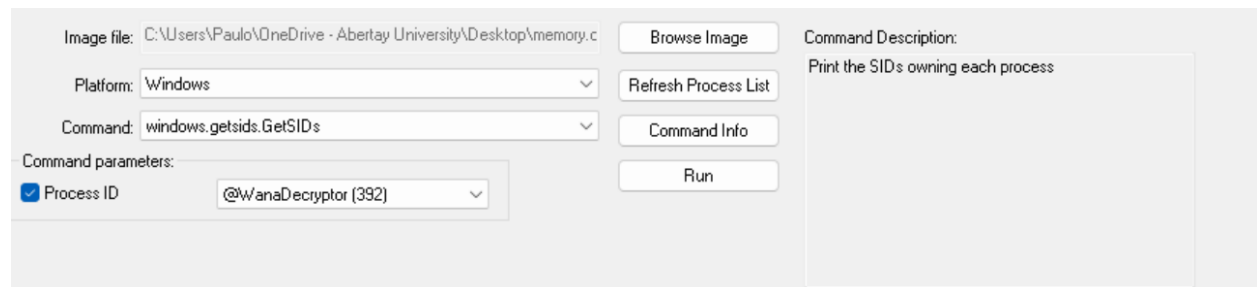 Image file: C:\Users\Paulo\OneDrive - Abertay University\Desktop\memory.c Browse Image Command Description:
Print the SIDs owning each process
Platform: Windows Refresh Process List
Command: windows.getsids.GetSIDs Command Info
Command parameters: Run
Process ID @WanaDecryptor (392)